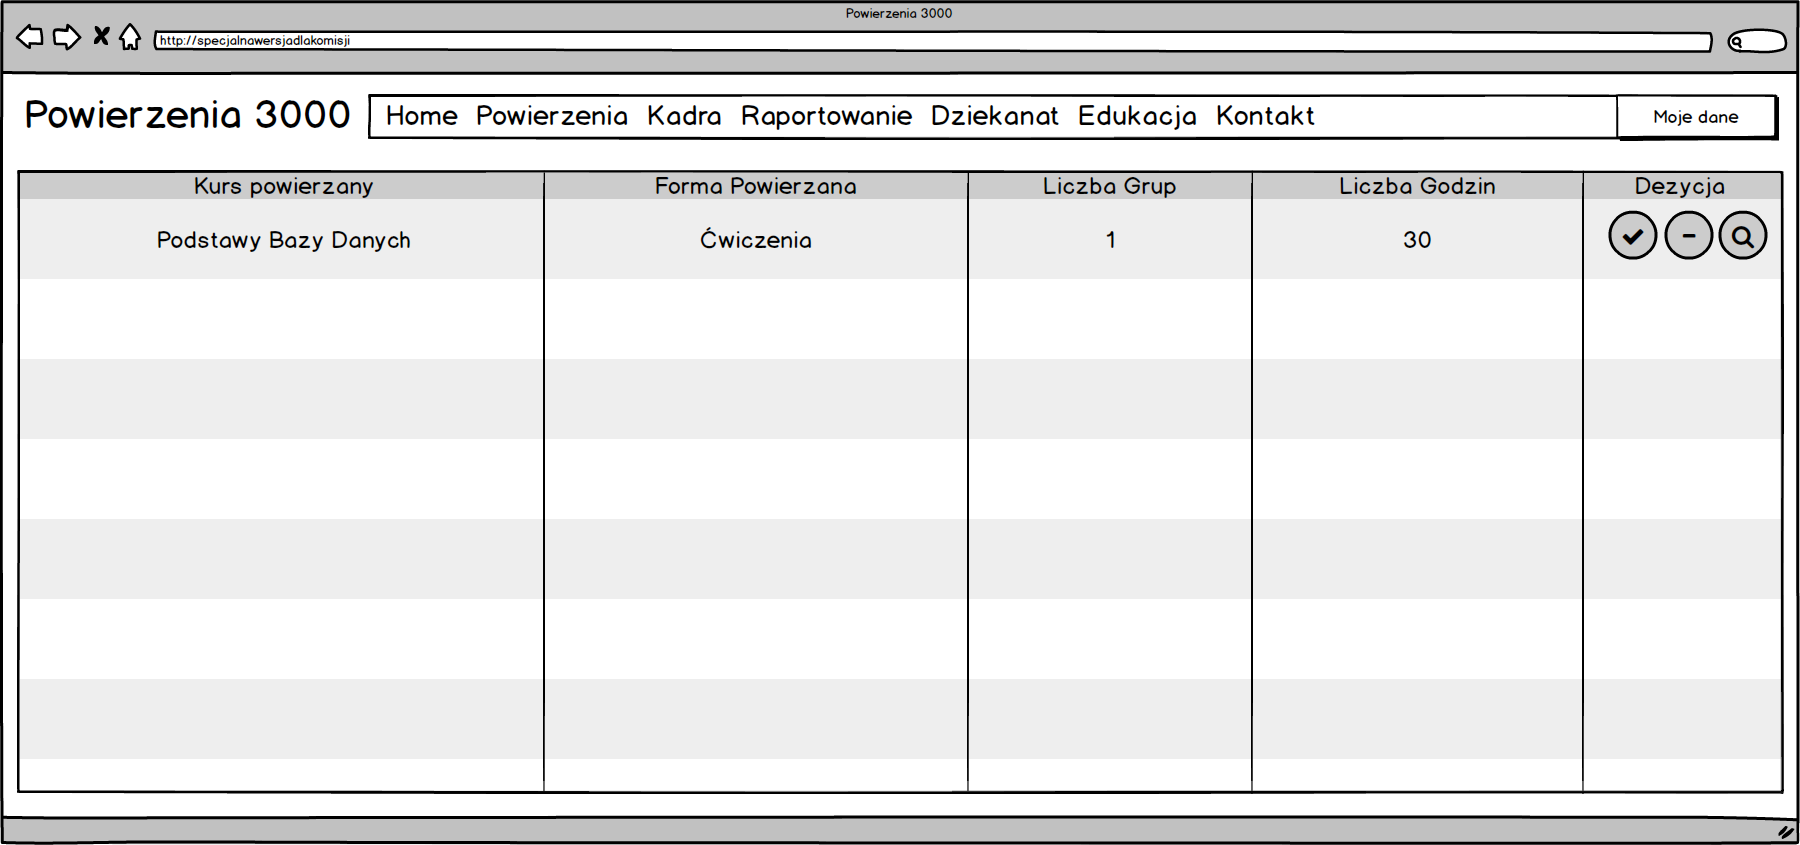 Powierzenia 3000
http://specjalnawersjadlakomisji
Powierzenia 3000 Home Powierzenia Kadra Raportowanie Dziekanat Edukacja Kontakt Moje dane
Kurs powierzany Forma Powierzana Liczba Grup Liczba Godzin Dezycja
Podstawy Bazy Danych Ćwiczenia 1 30